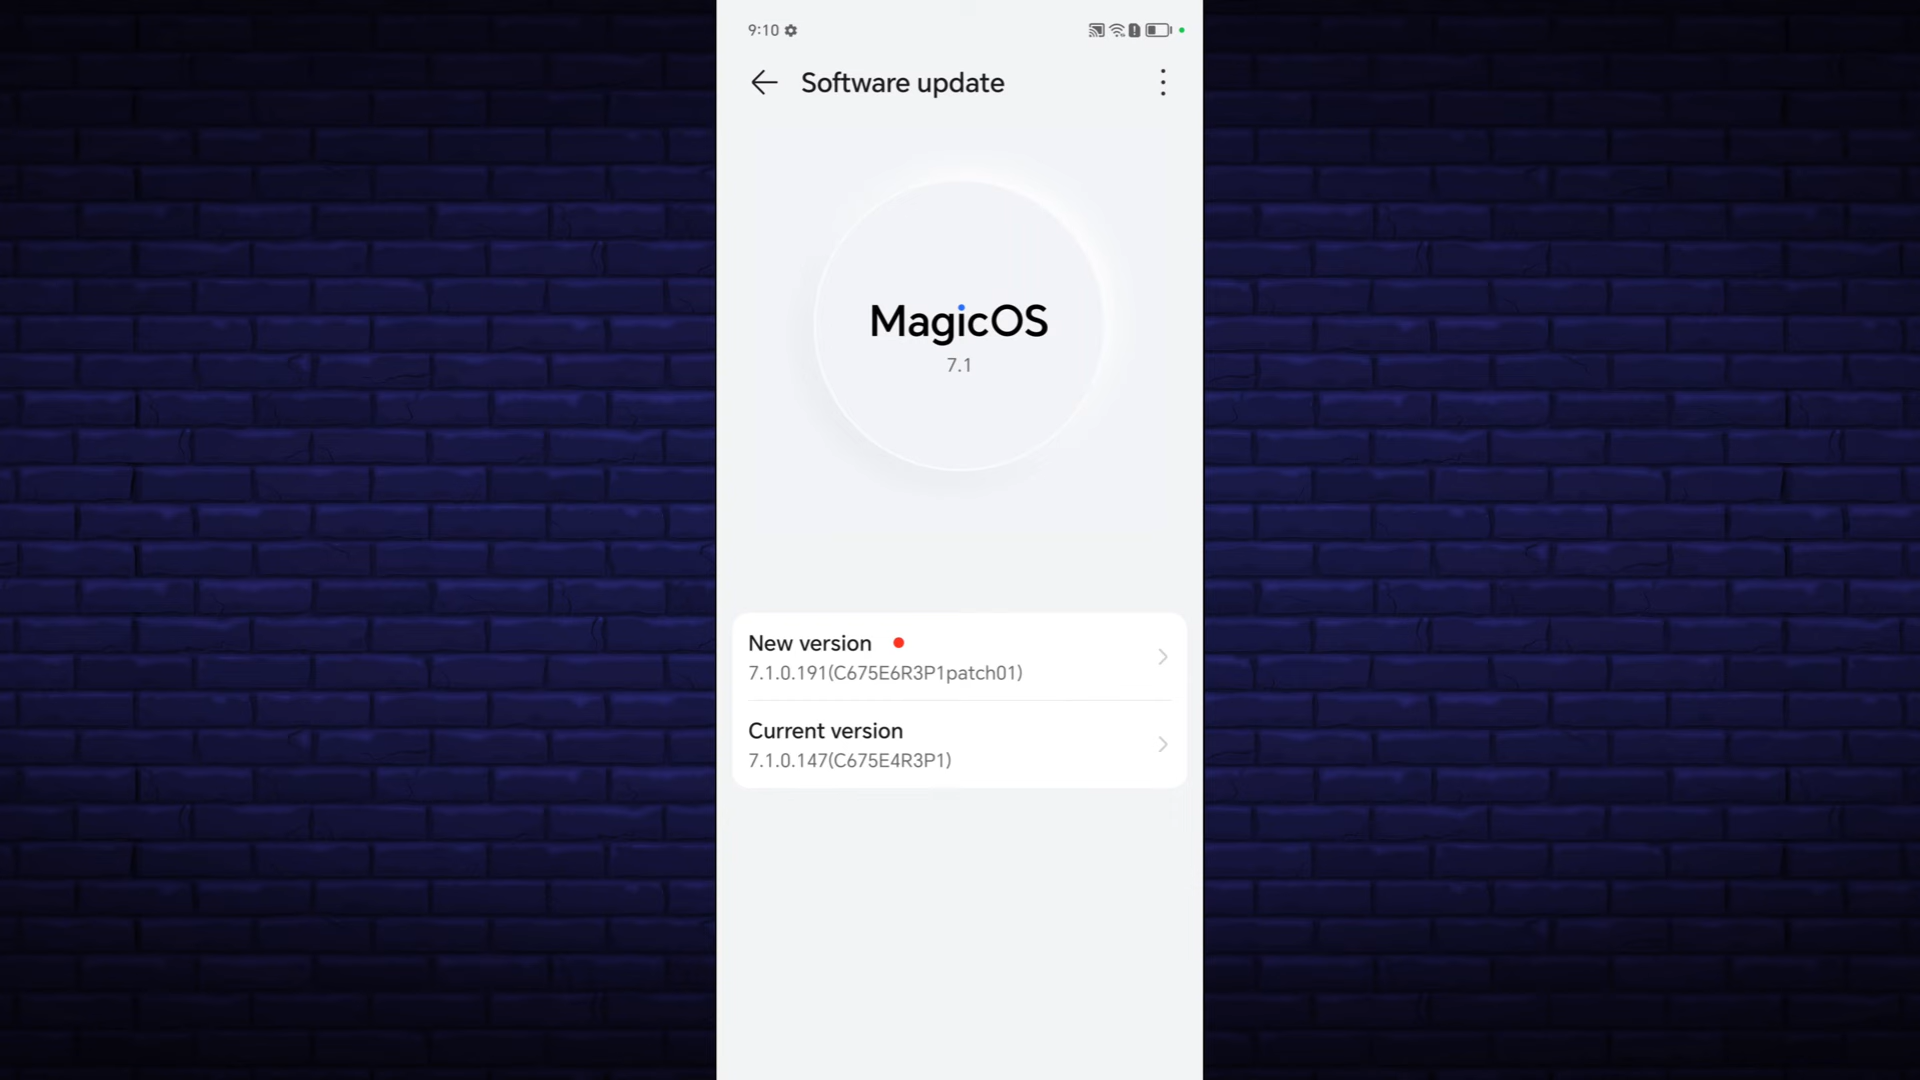 9:10
Software update
MagicOS
7.1
New version
7.1.0.191(C675E6R3P1patch01)
Current version
7.1.0.147(C675E4R3P1)